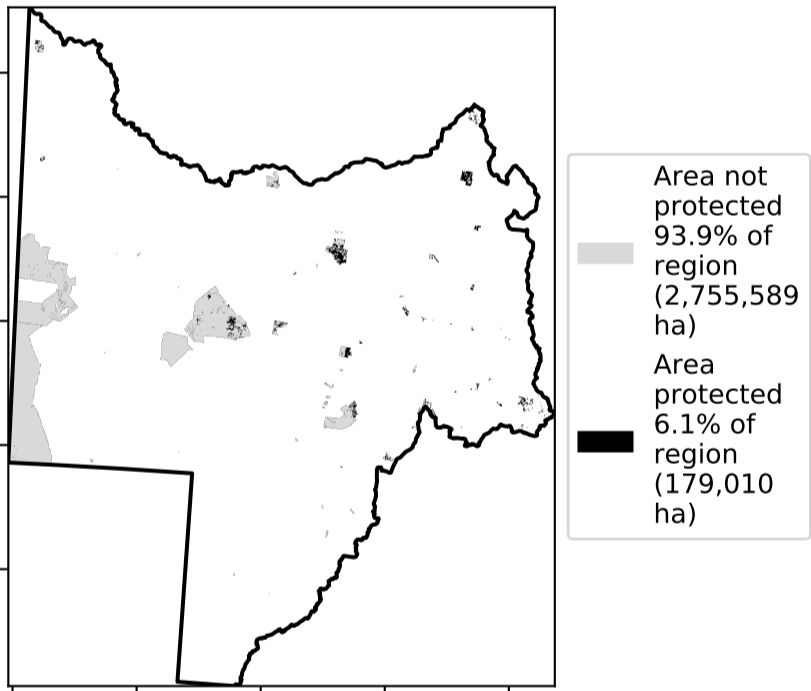 Area not
protected
93.9% of
region
(2,755,589
ha)
Area
protected
6.1% of
region
(179,010
ha)